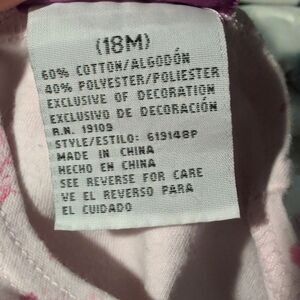 (18M)
60% COTTON/ALGODÓN
40% POLYESTER/POLIESTER
EXCLUSIVE OF DECORATION
EXCLUSIVO DE DECORACIÓN
R.N. 19109
STYLE/ESTILO: 619148P
MADE IN CHINA
HECHO EN CHINA
SEE REVERSE FOR CARE
VE EL REVERSO PARA
EL CUIDADO